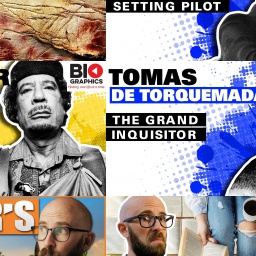 SETTING PILOT
R
BIO
GRAPHICS
TOMAS
DE TORQUEMADA
THE GRAND
INQUISITOR
R'S